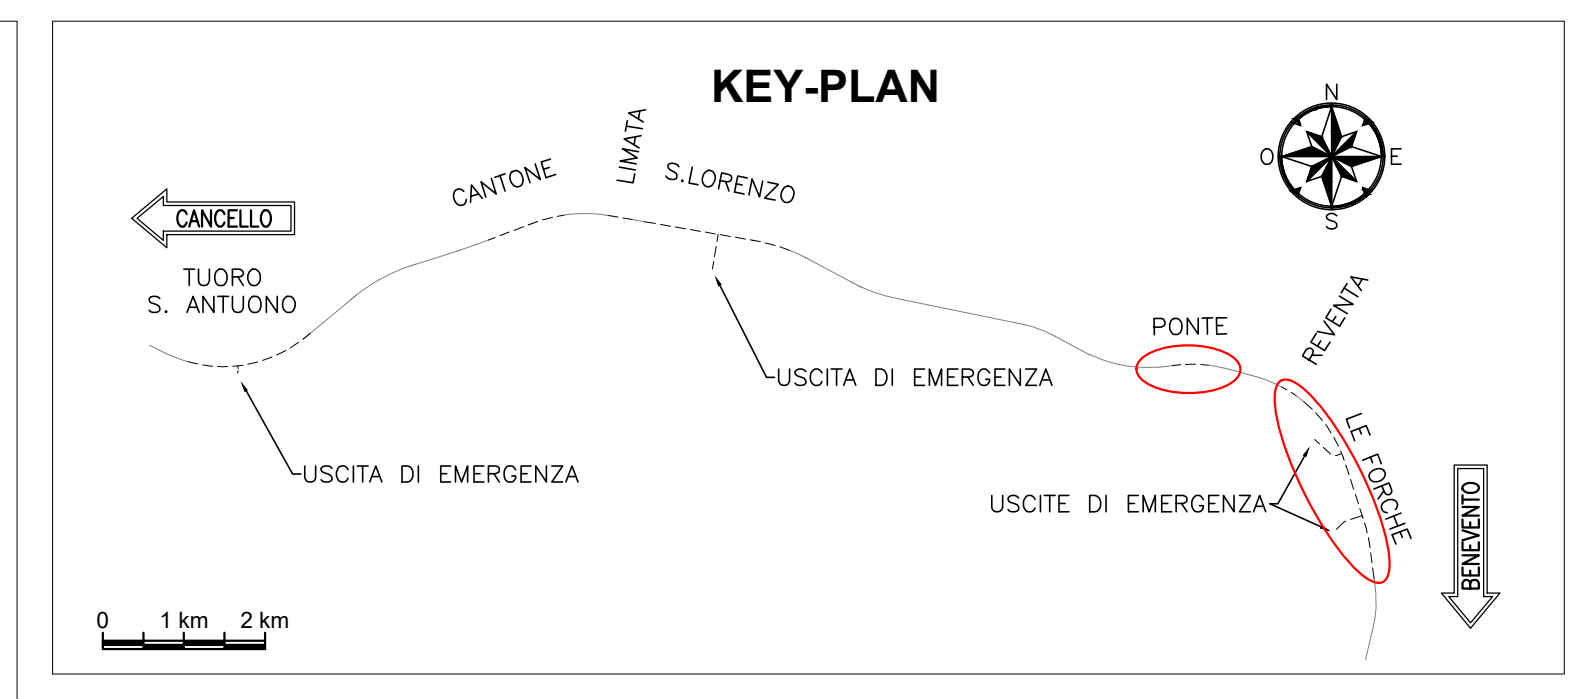 KEY-PLAN
N
O
E
S
CANCELLO
TUORO
S. ANTUONO
CANTONE
LIMATA
S.LORENZO
PONTE
REVENTA
LE FORCHE
USCITA DI EMERGENZA
USCITA DI EMERGENZA
USCITE DI EMERGENZA
BENEVENTO
0 1 km 2 km